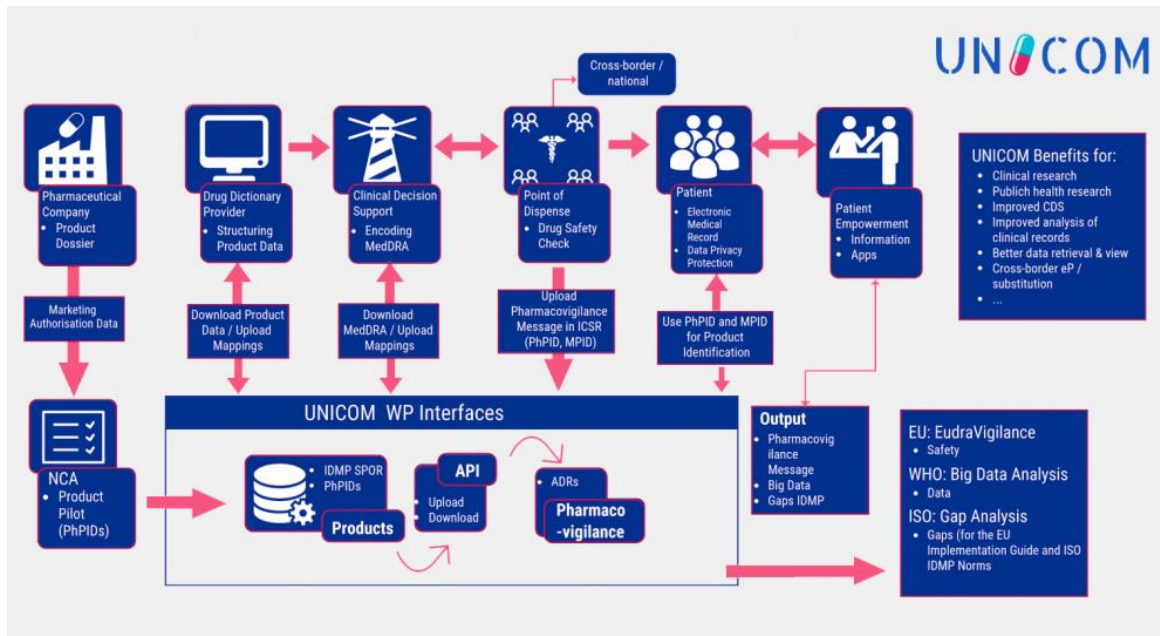 UNICOM
Cross-border /
national
Pharmaceutical
Company
• Product
Dossier
Drug Dictionary
Provider
• Structuring
Product Data
Clinical Decision
Support
• Encoding
MedDRA
Point of
Dispense
• Drug Safety
Check
Patient
• Electronic
Medical
Record
• Data Privacy
Protection
Patient
Empowerment
• Information
• Apps
UNICOM Benefits for:
• Clinical research
• Publich health research
• Improved CDS
• Improved analysis of
clinical records
• Better data retrieval & view
• Cross-border eP /
substitution
• ...
Marketing
Authorisation Data
Download Product
Data / Upload
Mappings
Download
MedDRA / Upload
Mappings
Upload
Pharmacovigilance
Message in ICSR
(PhPID, MPID)
Use PhPID and MPID
for Product
Identification
NCA
• Product
Pilot
(PhPIDs)
UNICOM WP Interfaces
• IDMP SPOR
PhPIDs
Products
API
• Upload
• Download
• ADRs
Pharmaco
-vigilance
Output
• Pharmacovig
ilance
Message
• Big Data
• Gaps IDMP
EU: EudraVigilance
• Safety
WHO: Big Data Analysis
• Data
ISO: Gap Analysis
• Gaps (for the EU
Implementation Guide and ISO
IDMP Norms